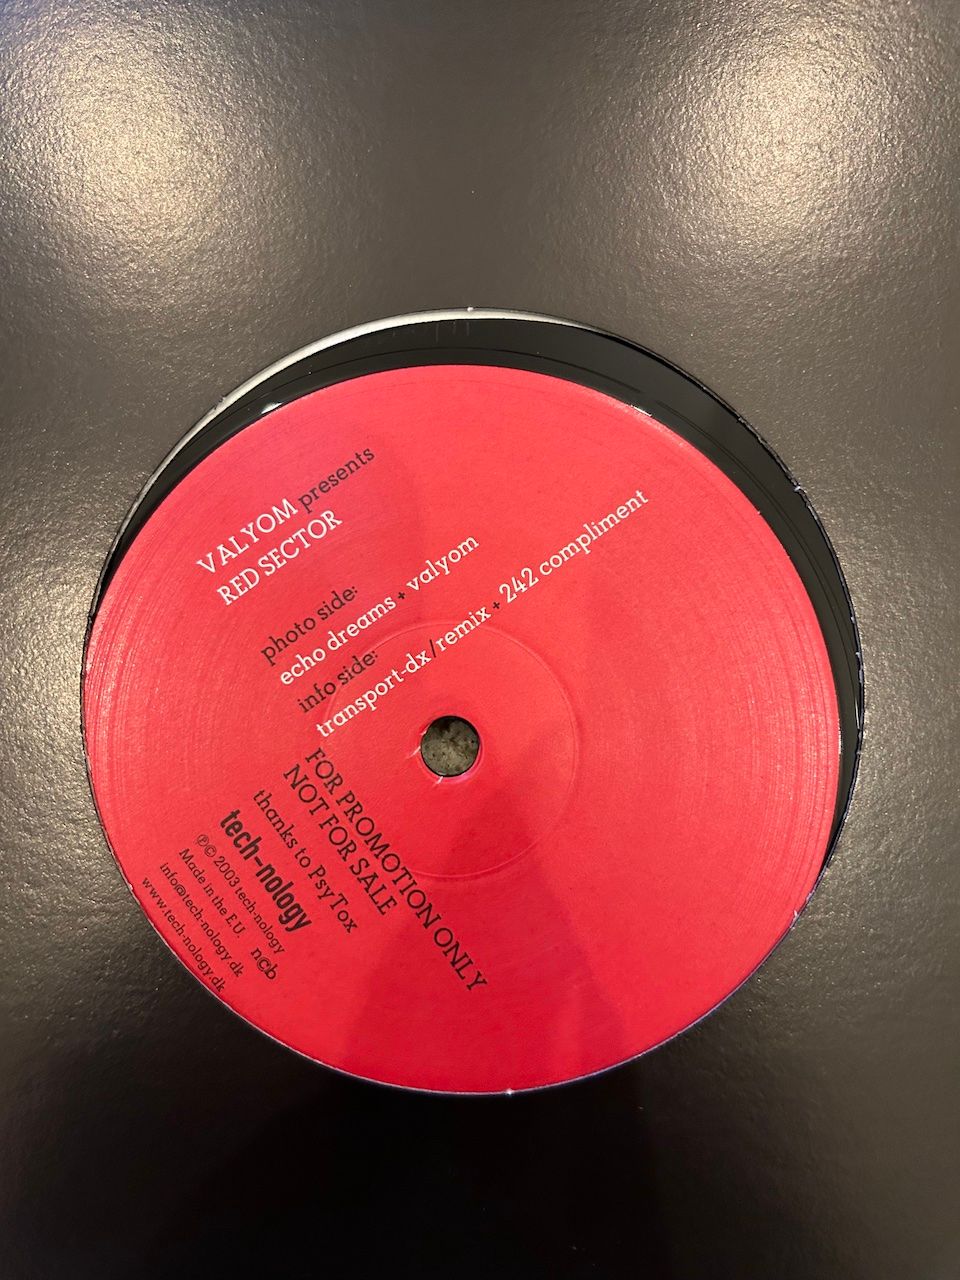 VALYOM presents
RED SECTOR
photo side:
echo dreams + valyom
info side:
transport-dx/remix + 242 compliment
FOR PROMOTION ONLY
NOT FOR SALE
thanks to PsyTox
tech-nology
℗© 2003 tech-nology
Made in the E.U. n©b
info@tech-nology.dk
www.tech-nology.dk